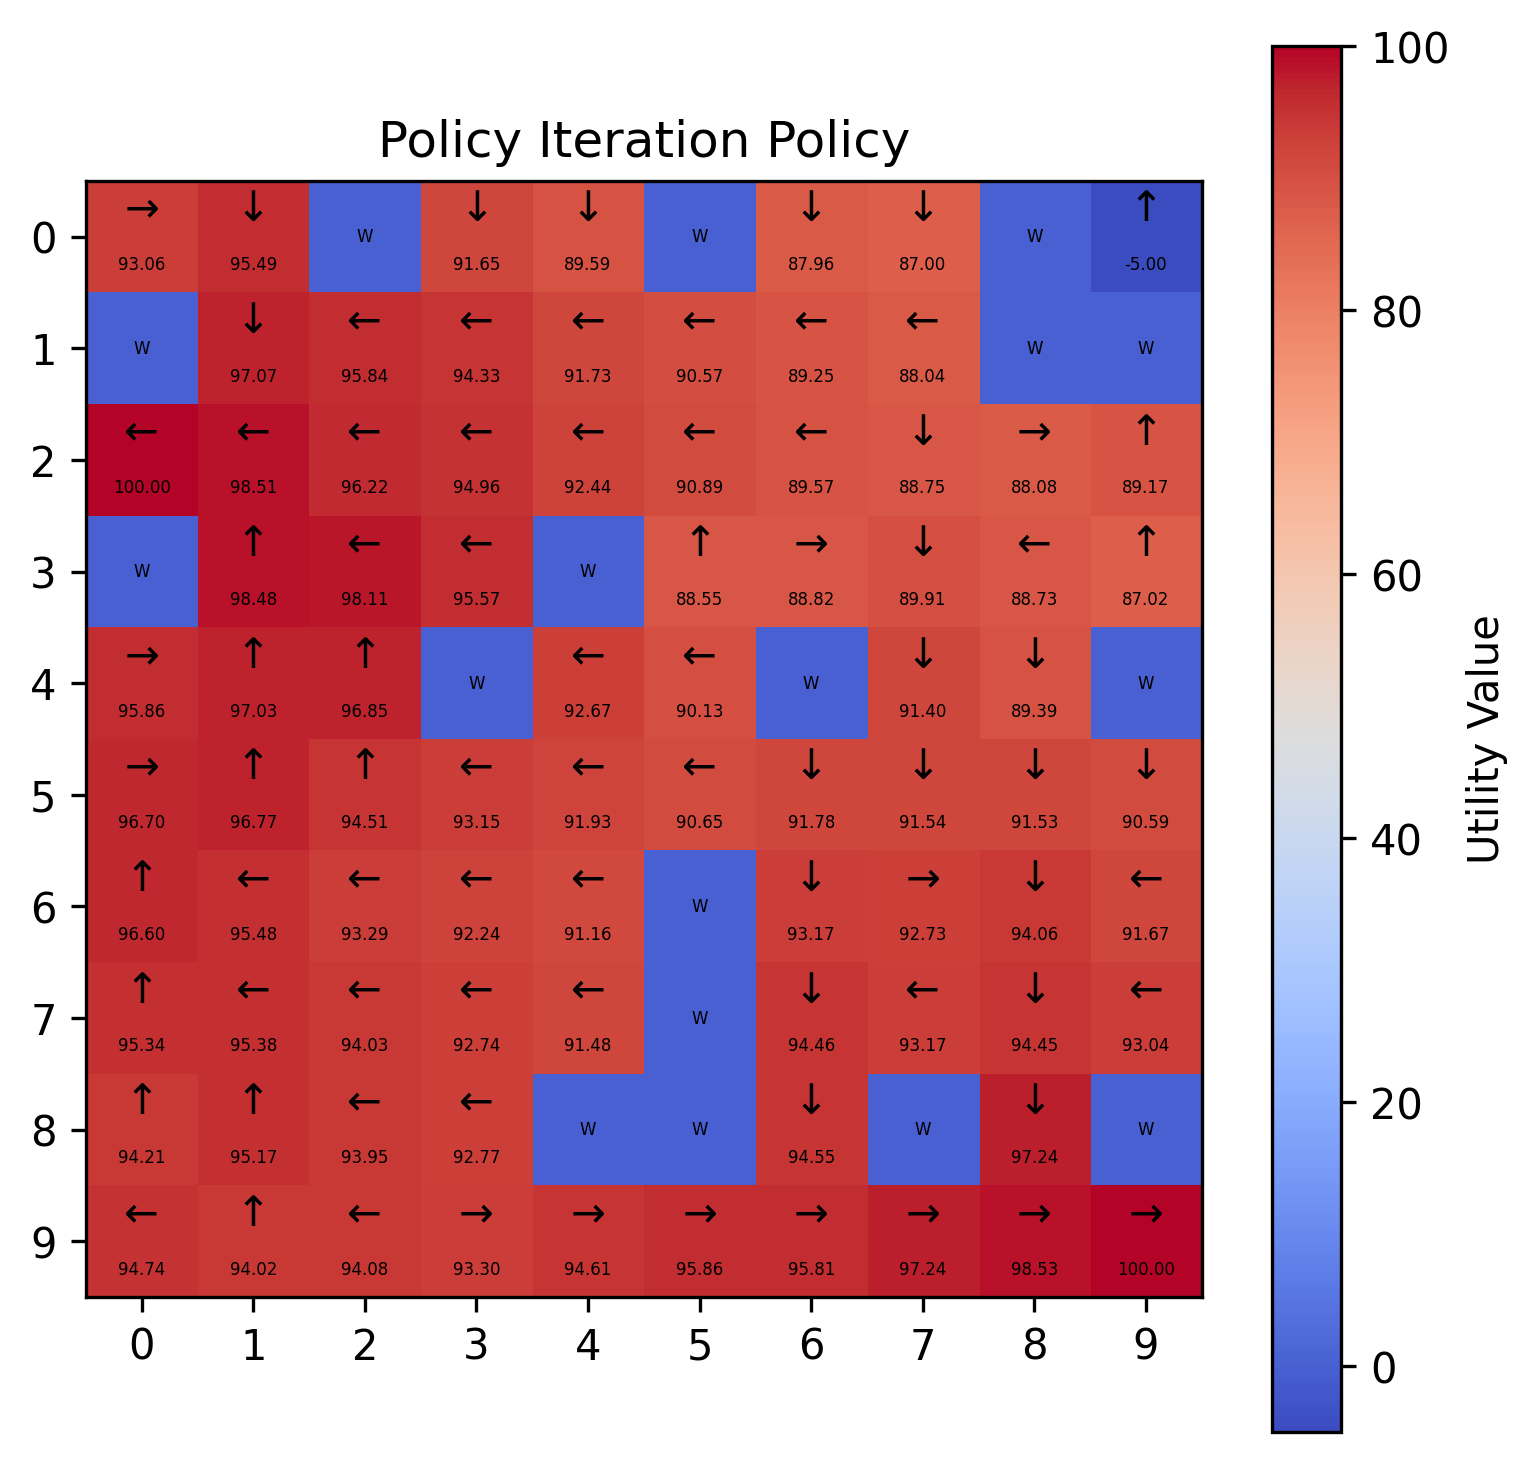 Policy Iteration Policy
0 → ↓ W ↓ ↓ W ↓ ↓ W ↑
93.06 95.49 91.65 89.59 87.96 87.00 -5.00
1 W ↓ ← ← ← ← ← ← W W
97.07 95.84 94.33 91.73 90.57 89.25 88.04
2 ← ← ← ← ← ← ← ↓ → ↑
100.00 98.51 96.22 94.96 92.44 90.89 89.57 88.75 88.08 89.17
3 W ↑ ← ← W ↑ → ↓ ← ↑
98.48 98.11 95.57 88.55 88.82 89.91 88.73 87.02
4 → ↑ ↑ W ← ← W ↓ ↓ W
95.86 97.03 96.85 92.67 90.13 91.40 89.39
5 → ↑ ↑ ← ← ← ↓ ↓ ↓ ↓
96.70 96.77 94.51 93.15 91.93 90.65 91.78 91.54 91.53 90.59
6 ↑ ← ← ← ← W ↓ → ↓ ←
96.60 95.48 93.29 92.24 91.16 93.17 92.73 94.06 91.67
7 ↑ ← ← ← ← W ↓ ← ↓ ←
95.34 95.38 94.03 92.74 91.48 94.46 93.17 94.45 93.04
8 ↑ ↑ ← ← W W ↓ W ↓ W
94.21 95.17 93.95 92.77 94.55 97.24
9 ← ↑ ← → → → → → → →
94.74 94.02 94.08 93.30 94.61 95.86 95.81 97.24 98.53 100.00
0 1 2 3 4 5 6 7 8 9
100
80
60
40
20
0
Utility Value